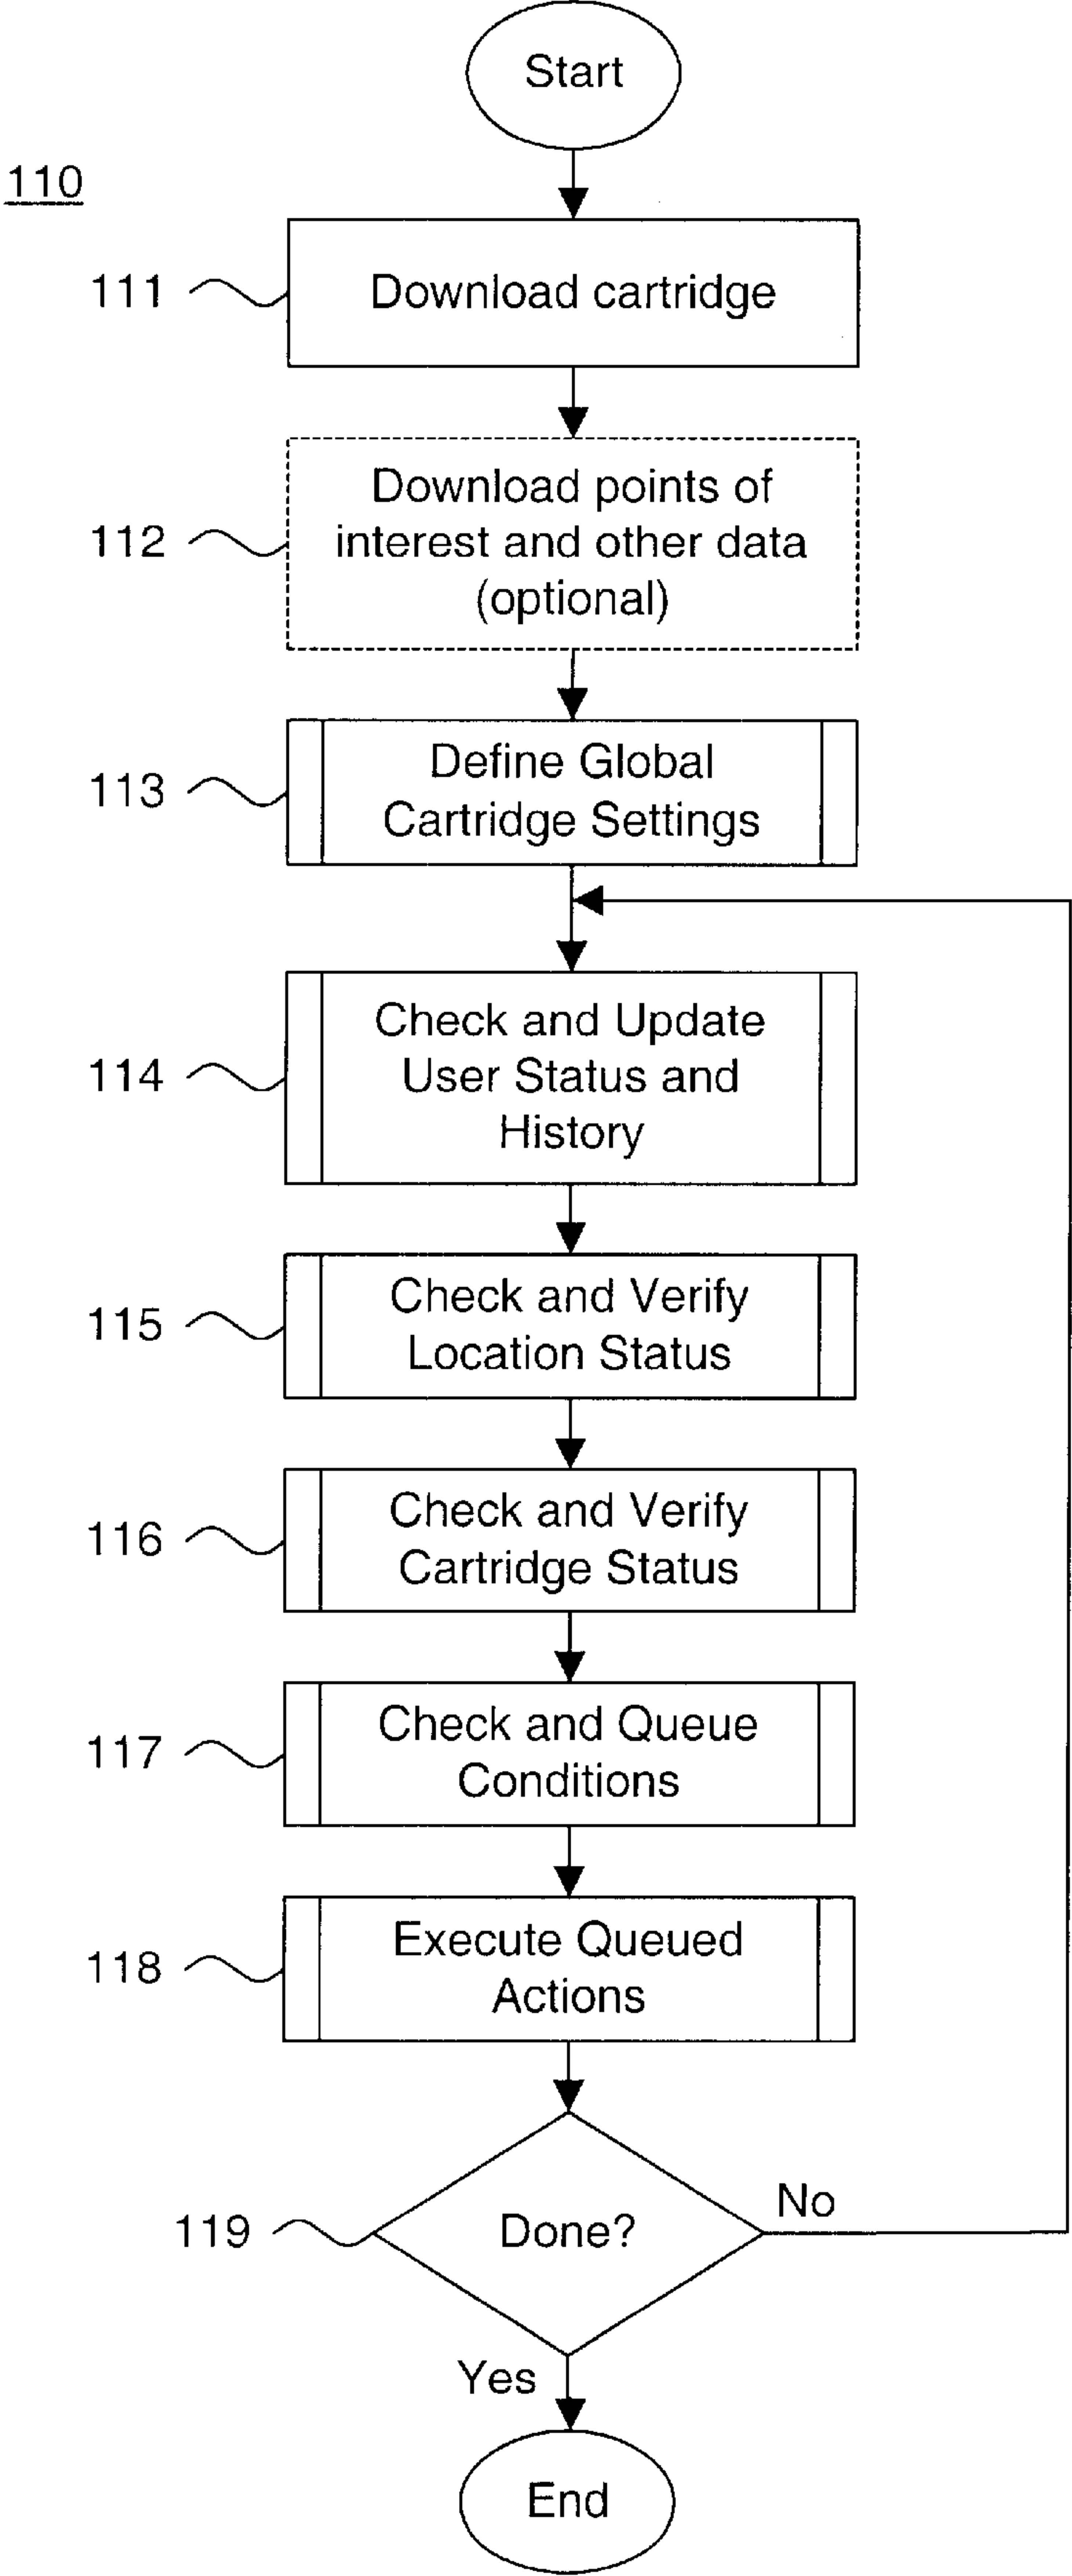 Start
110
111
Download cartridge
112
Download points of
interest and other data
(optional)
113
Define Global
Cartridge Settings
114
Check and Update
User Status and
History
115
Check and Verify
Location Status
116
Check and Verify
Cartridge Status
117
Check and Queue
Conditions
118
Execute Queued
Actions
119
Done?
No
Yes
End